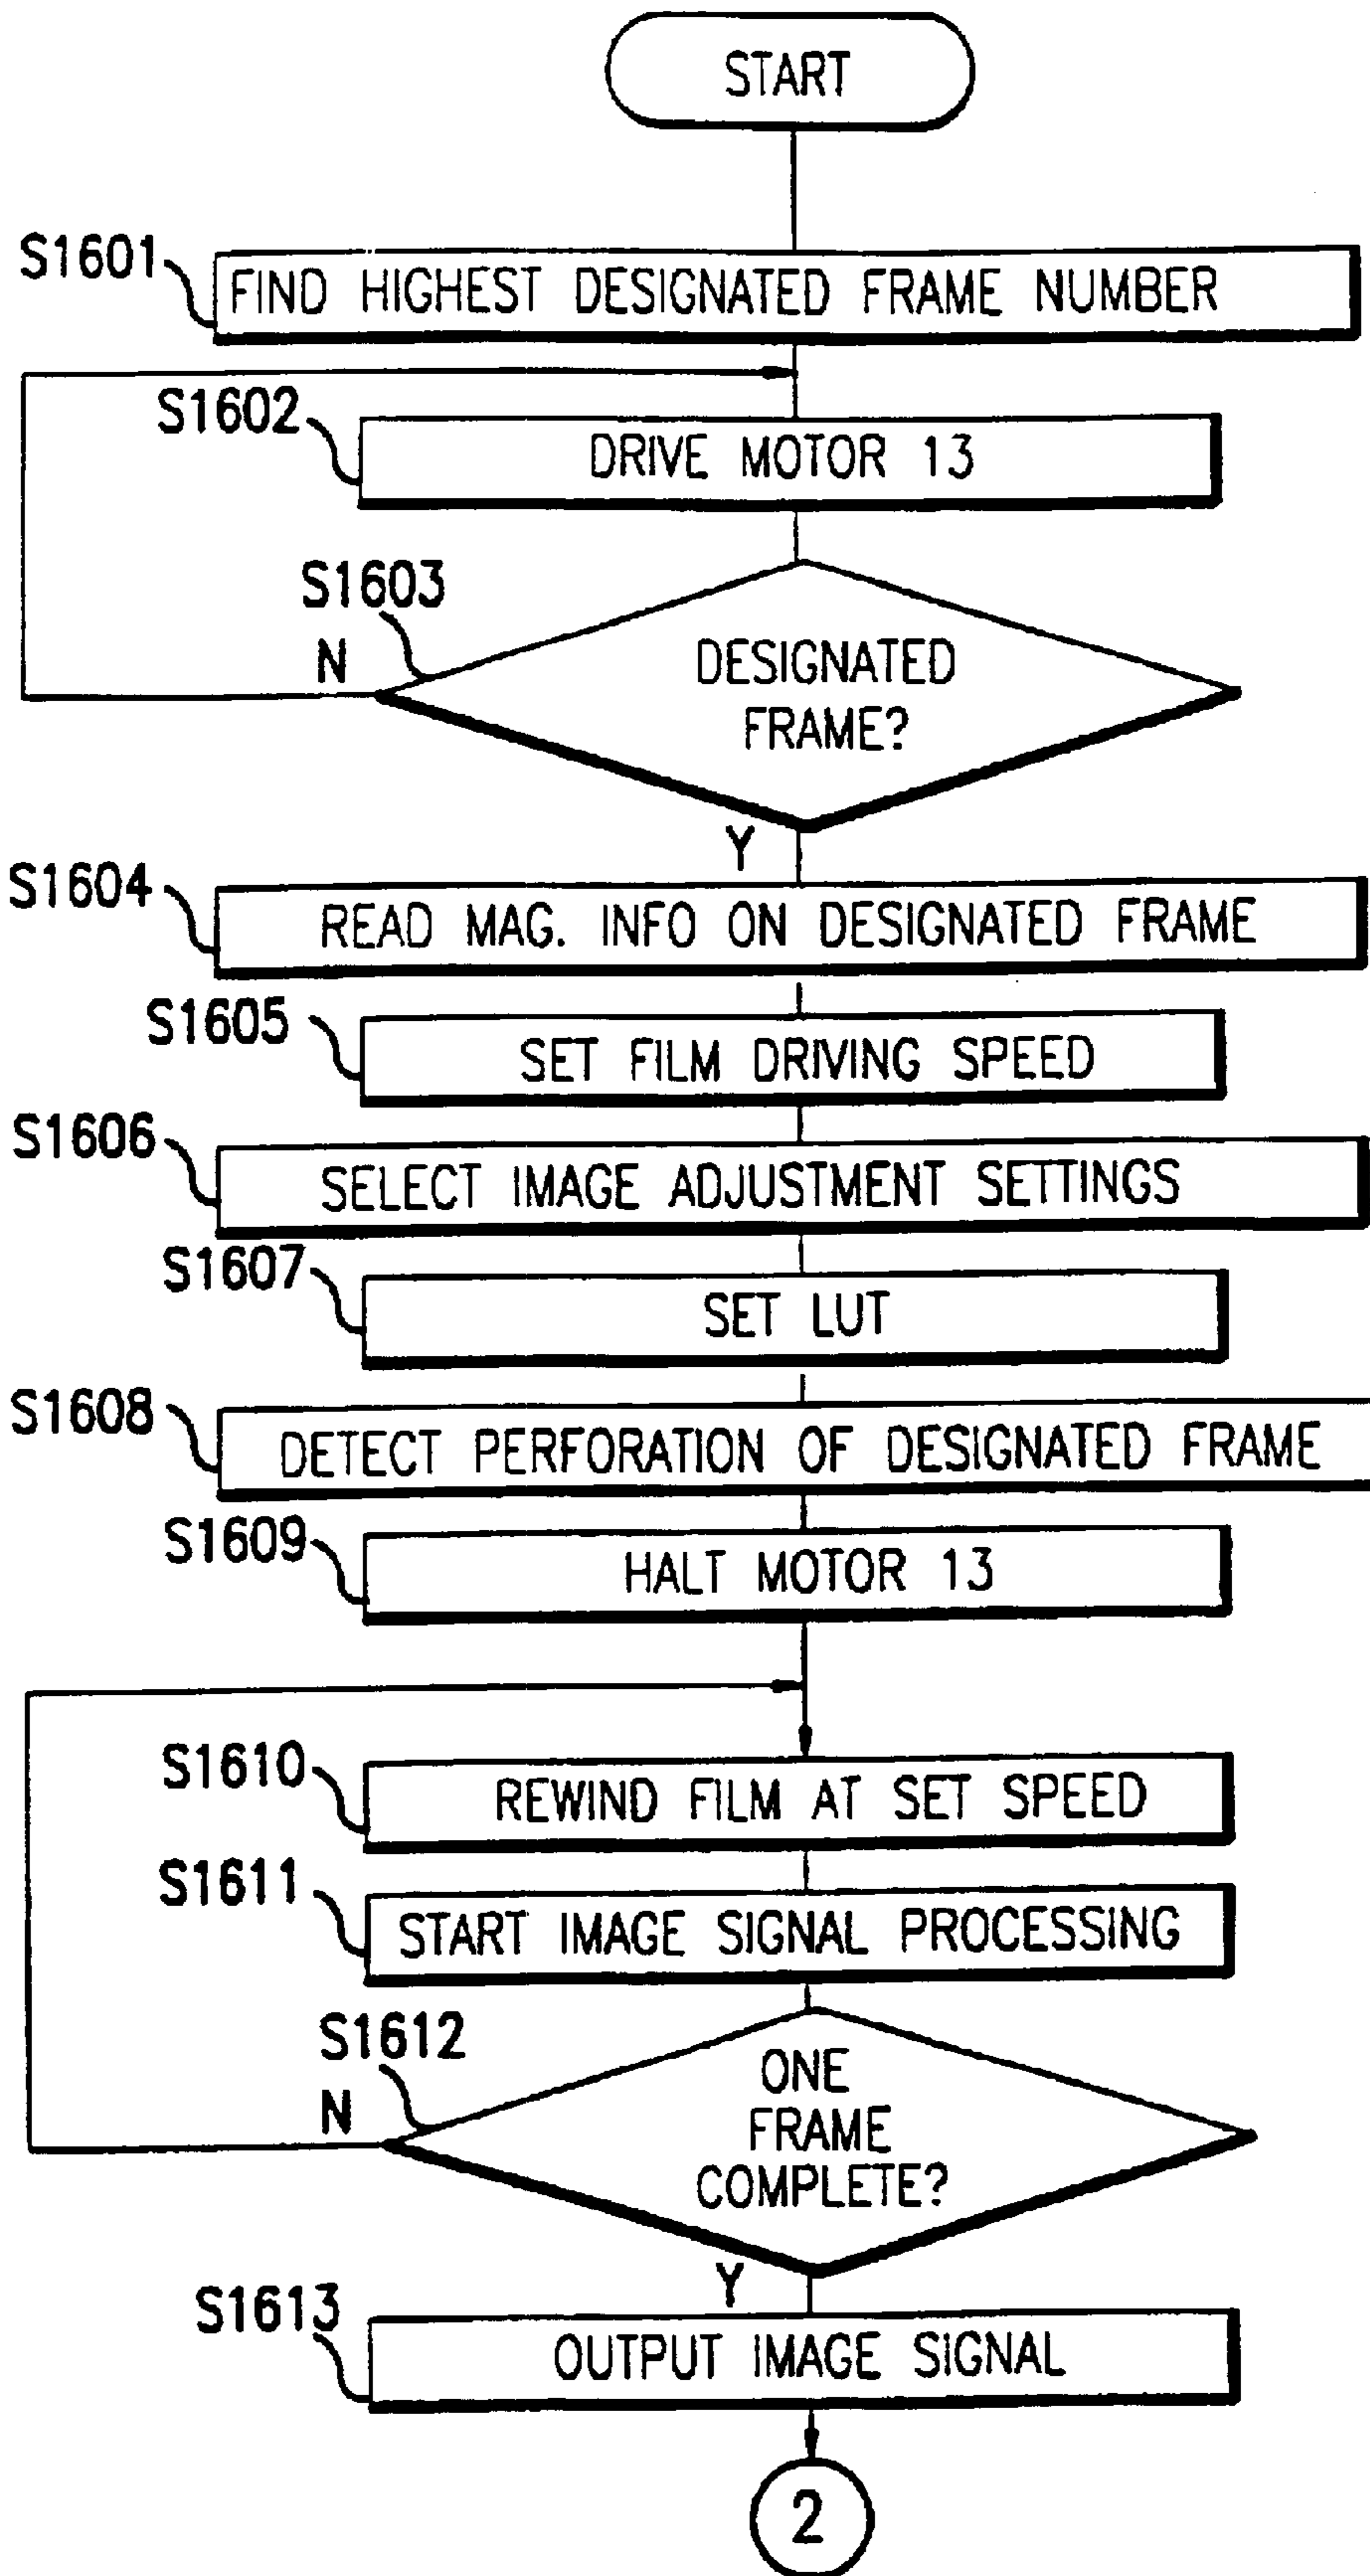 START
S1601
FIND HIGHEST DESIGNATED FRAME NUMBER
S1602
DRIVE MOTOR 13
S1603
N
DESIGNATED
FRAME?
Y
S1604
READ MAG. INFO ON DESIGNATED FRAME
S1605
SET FILM DRIVING SPEED
S1606
SELECT IMAGE ADJUSTMENT SETTINGS
S1607
SET LUT
S1608
DETECT PERFORATION OF DESIGNATED FRAME
S1609
HALT MOTOR 13
S1610
REWIND FILM AT SET SPEED
S1611
START IMAGE SIGNAL PROCESSING
S1612
N
ONE
FRAME
COMPLETE?
Y
S1613
OUTPUT IMAGE SIGNAL
2